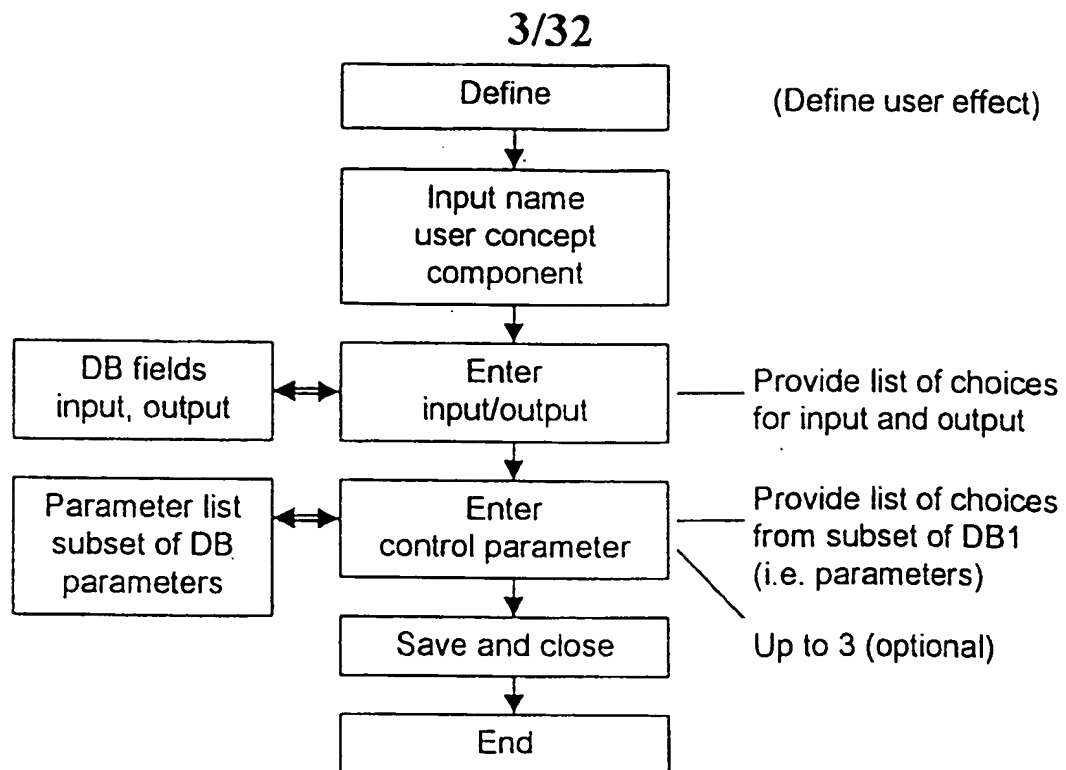 3/32
Define
(Define user effect)
Input name
user concept
component
DB fields
input, output
Enter
input/output
Provide list of choices
for input and output
Parameter list
subset of DB
parameters
Enter
control parameter
Provide list of choices
from subset of DB1
(i.e. parameters)
Up to 3 (optional)
Save and close
End